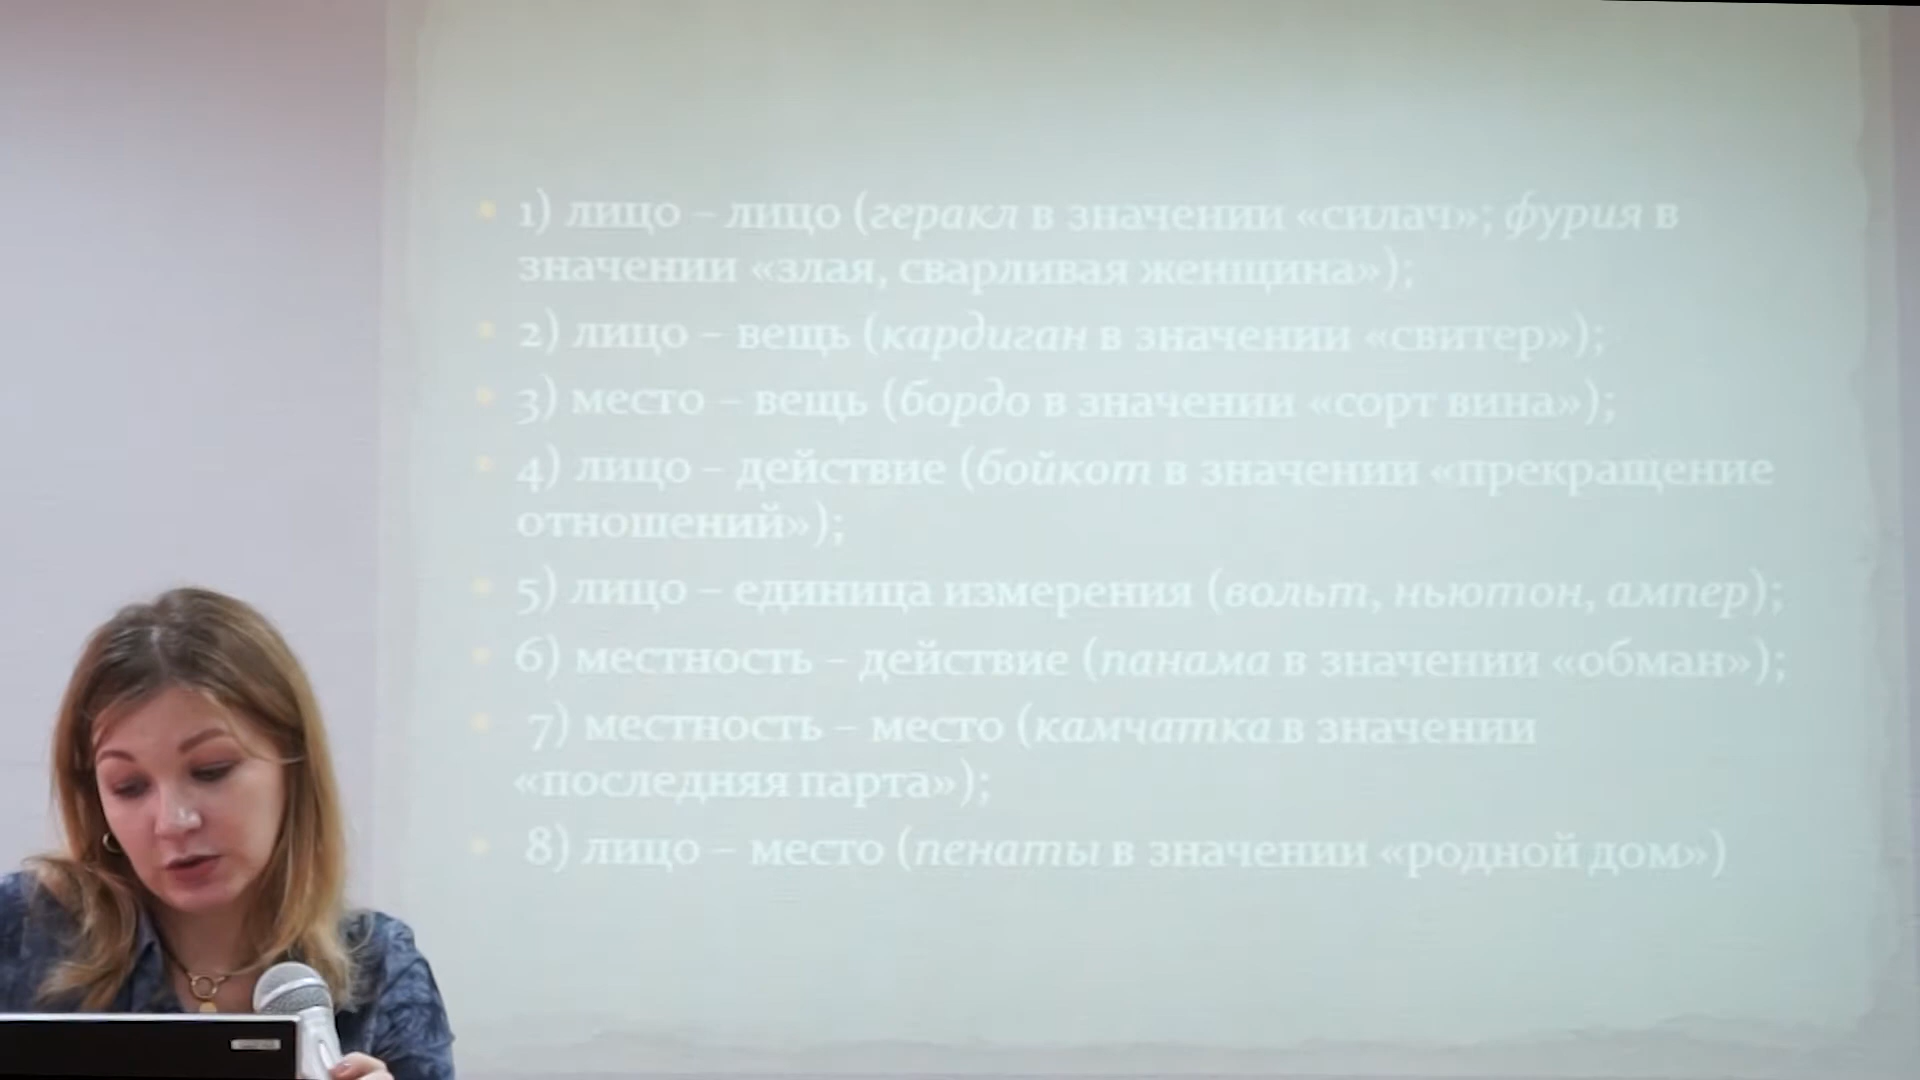 1) лицо – лицо (геракл в значении «силач»; фурия в
значении «злая, сварливая женщина»);
2) лицо – вещь (кардиган в значении «свитер»);
3) место – вещь (бордо в значении «сорт вина»);
4) лицо – действие (бойкот в значении «прекращение
отношений»);
5) лицо – единица измерения (вольт, ньютон, ампер);
6) местность – действие (панама в значении «обман»);
7) местность – место (камчатка в значении
«последняя парта»);
8) лицо – место (пенаты в значении «родной дом»)